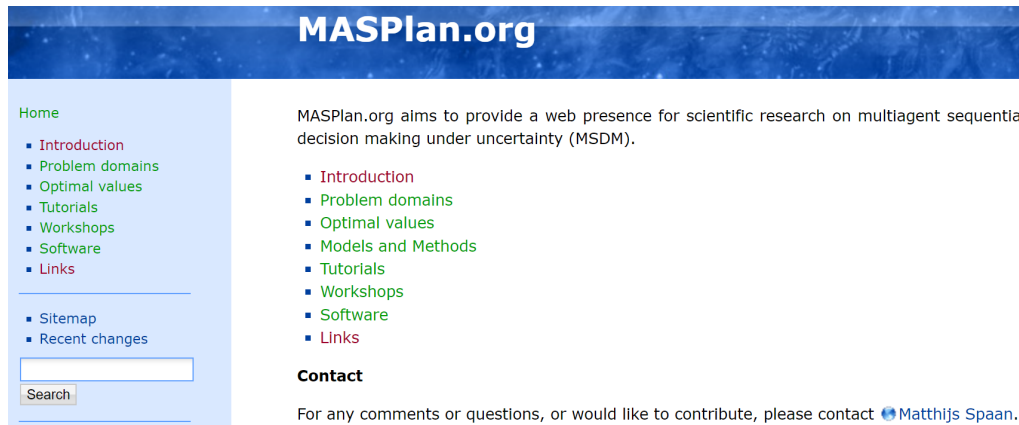 MASPlan.org
Home
Introduction
Problem domains
Optimal values
Tutorials
Workshops
Software
Links
Sitemap
Recent changes
Search
MASPlan.org aims to provide a web presence for scientific research on multiagent sequentia
decision making under uncertainty (MSDM).
Introduction
Problem domains
Optimal values
Models and Methods
Tutorials
Workshops
Software
Links
Contact
For any comments or questions, or would like to contribute, please contact Matthijs Spaan.